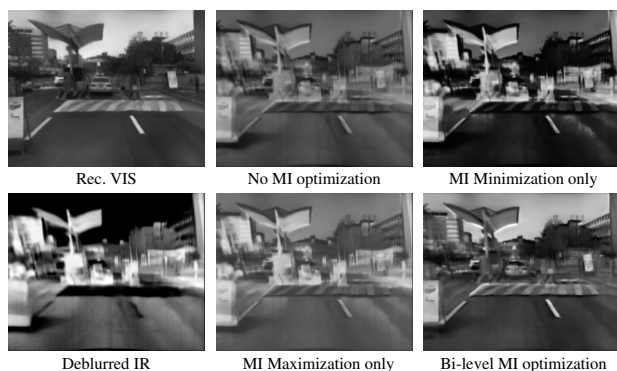 Rec. VIS
No MI optimization
MI Minimization only
Deblurred IR
MI Maximization only
Bi-level MI optimization